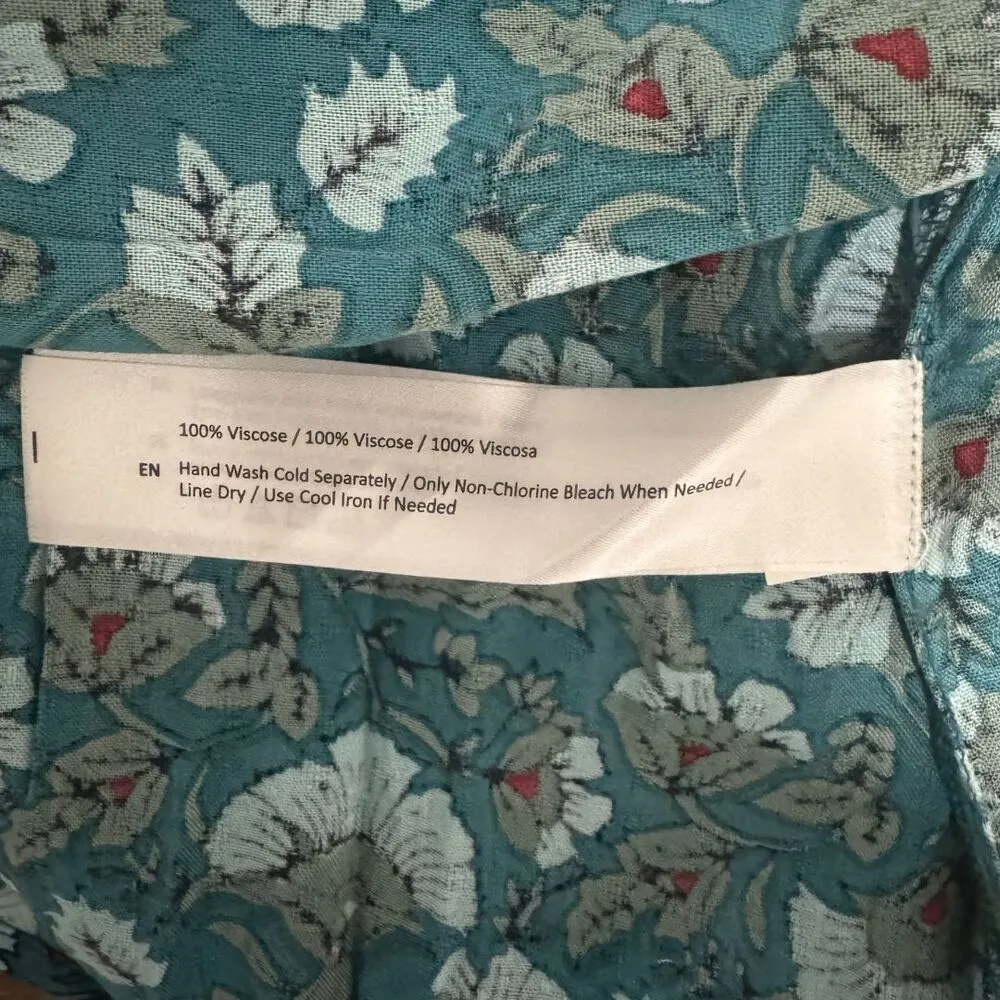 100% Viscose / 100% Viscose / 100% Viscosa
EN Hand Wash Cold Separately / Only Non-Chlorine Bleach When Needed /
Line Dry / Use Cool Iron If Needed